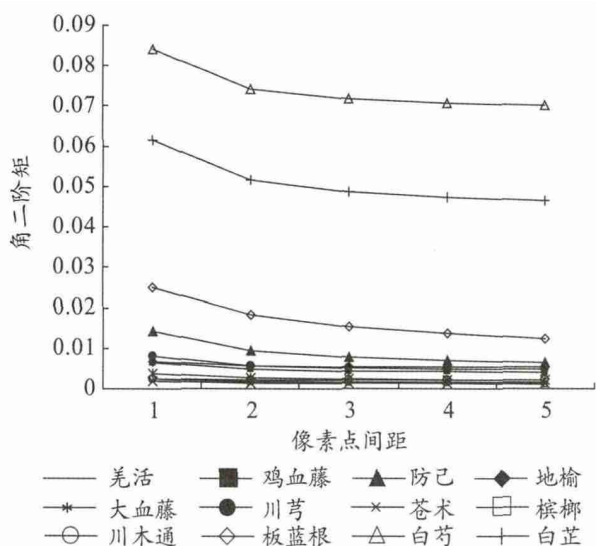 0.09
0.08
0.07
0.06
0.05
0.04
0.03
0.02
0.01
0
角二阶矩
1 2 3 4 5
像素点间距
羌活 鸡血藤 防己 地榆
大血藤 川芎 苍术 槟榔
川木通 板蓝根 白芍 白芷